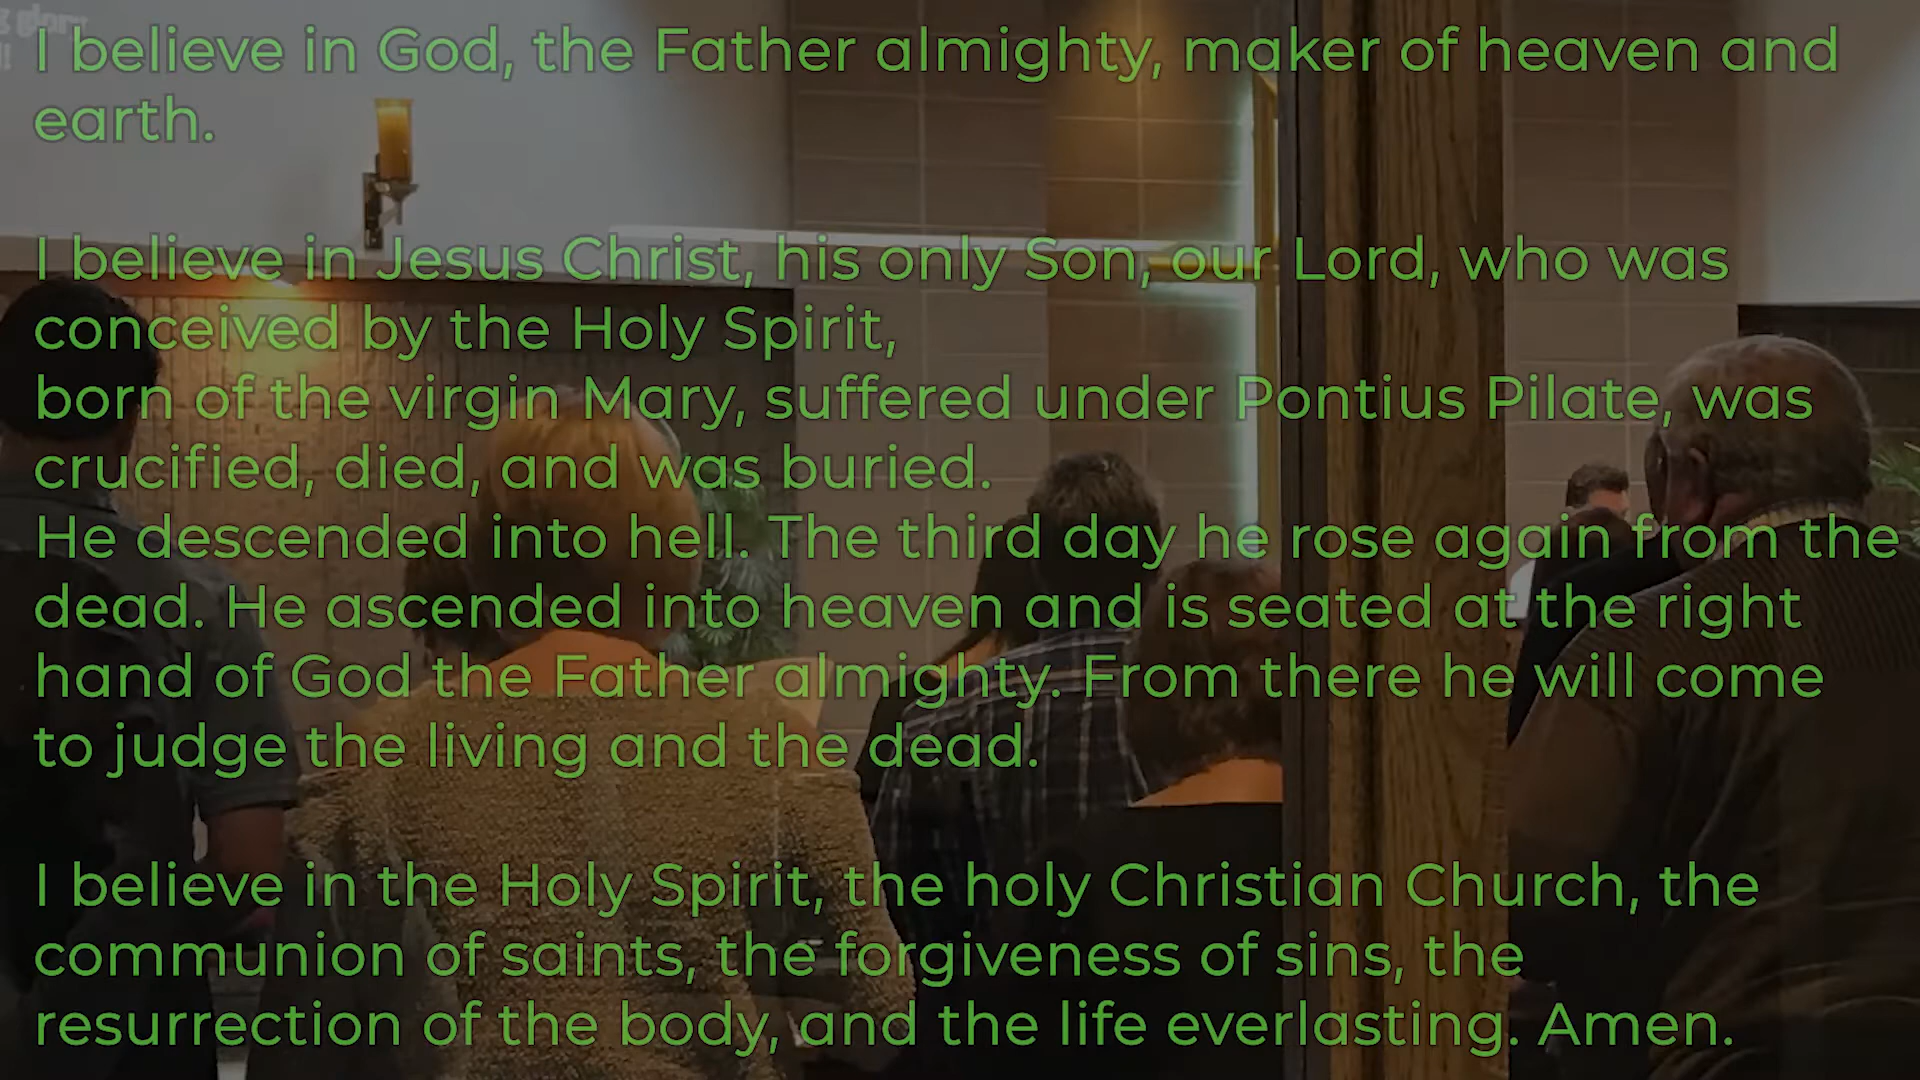 I believe in God, the Father almighty, maker of heaven and
earth.
I believe in Jesus Christ, his only Son, our Lord, who was
conceived by the Holy Spirit,
born of the virgin Mary, suffered under Pontius Pilate, was
crucified, died, and was buried.
He descended into hell. The third day he rose again from the
dead. He ascended into heaven and is seated at the right
hand of God the Father almighty. From there he will come
to judge the living and the dead.
I believe in the Holy Spirit, the holy Christian Church, the
communion of saints, the forgiveness of sins, the
resurrection of the body, and the life everlasting. Amen.